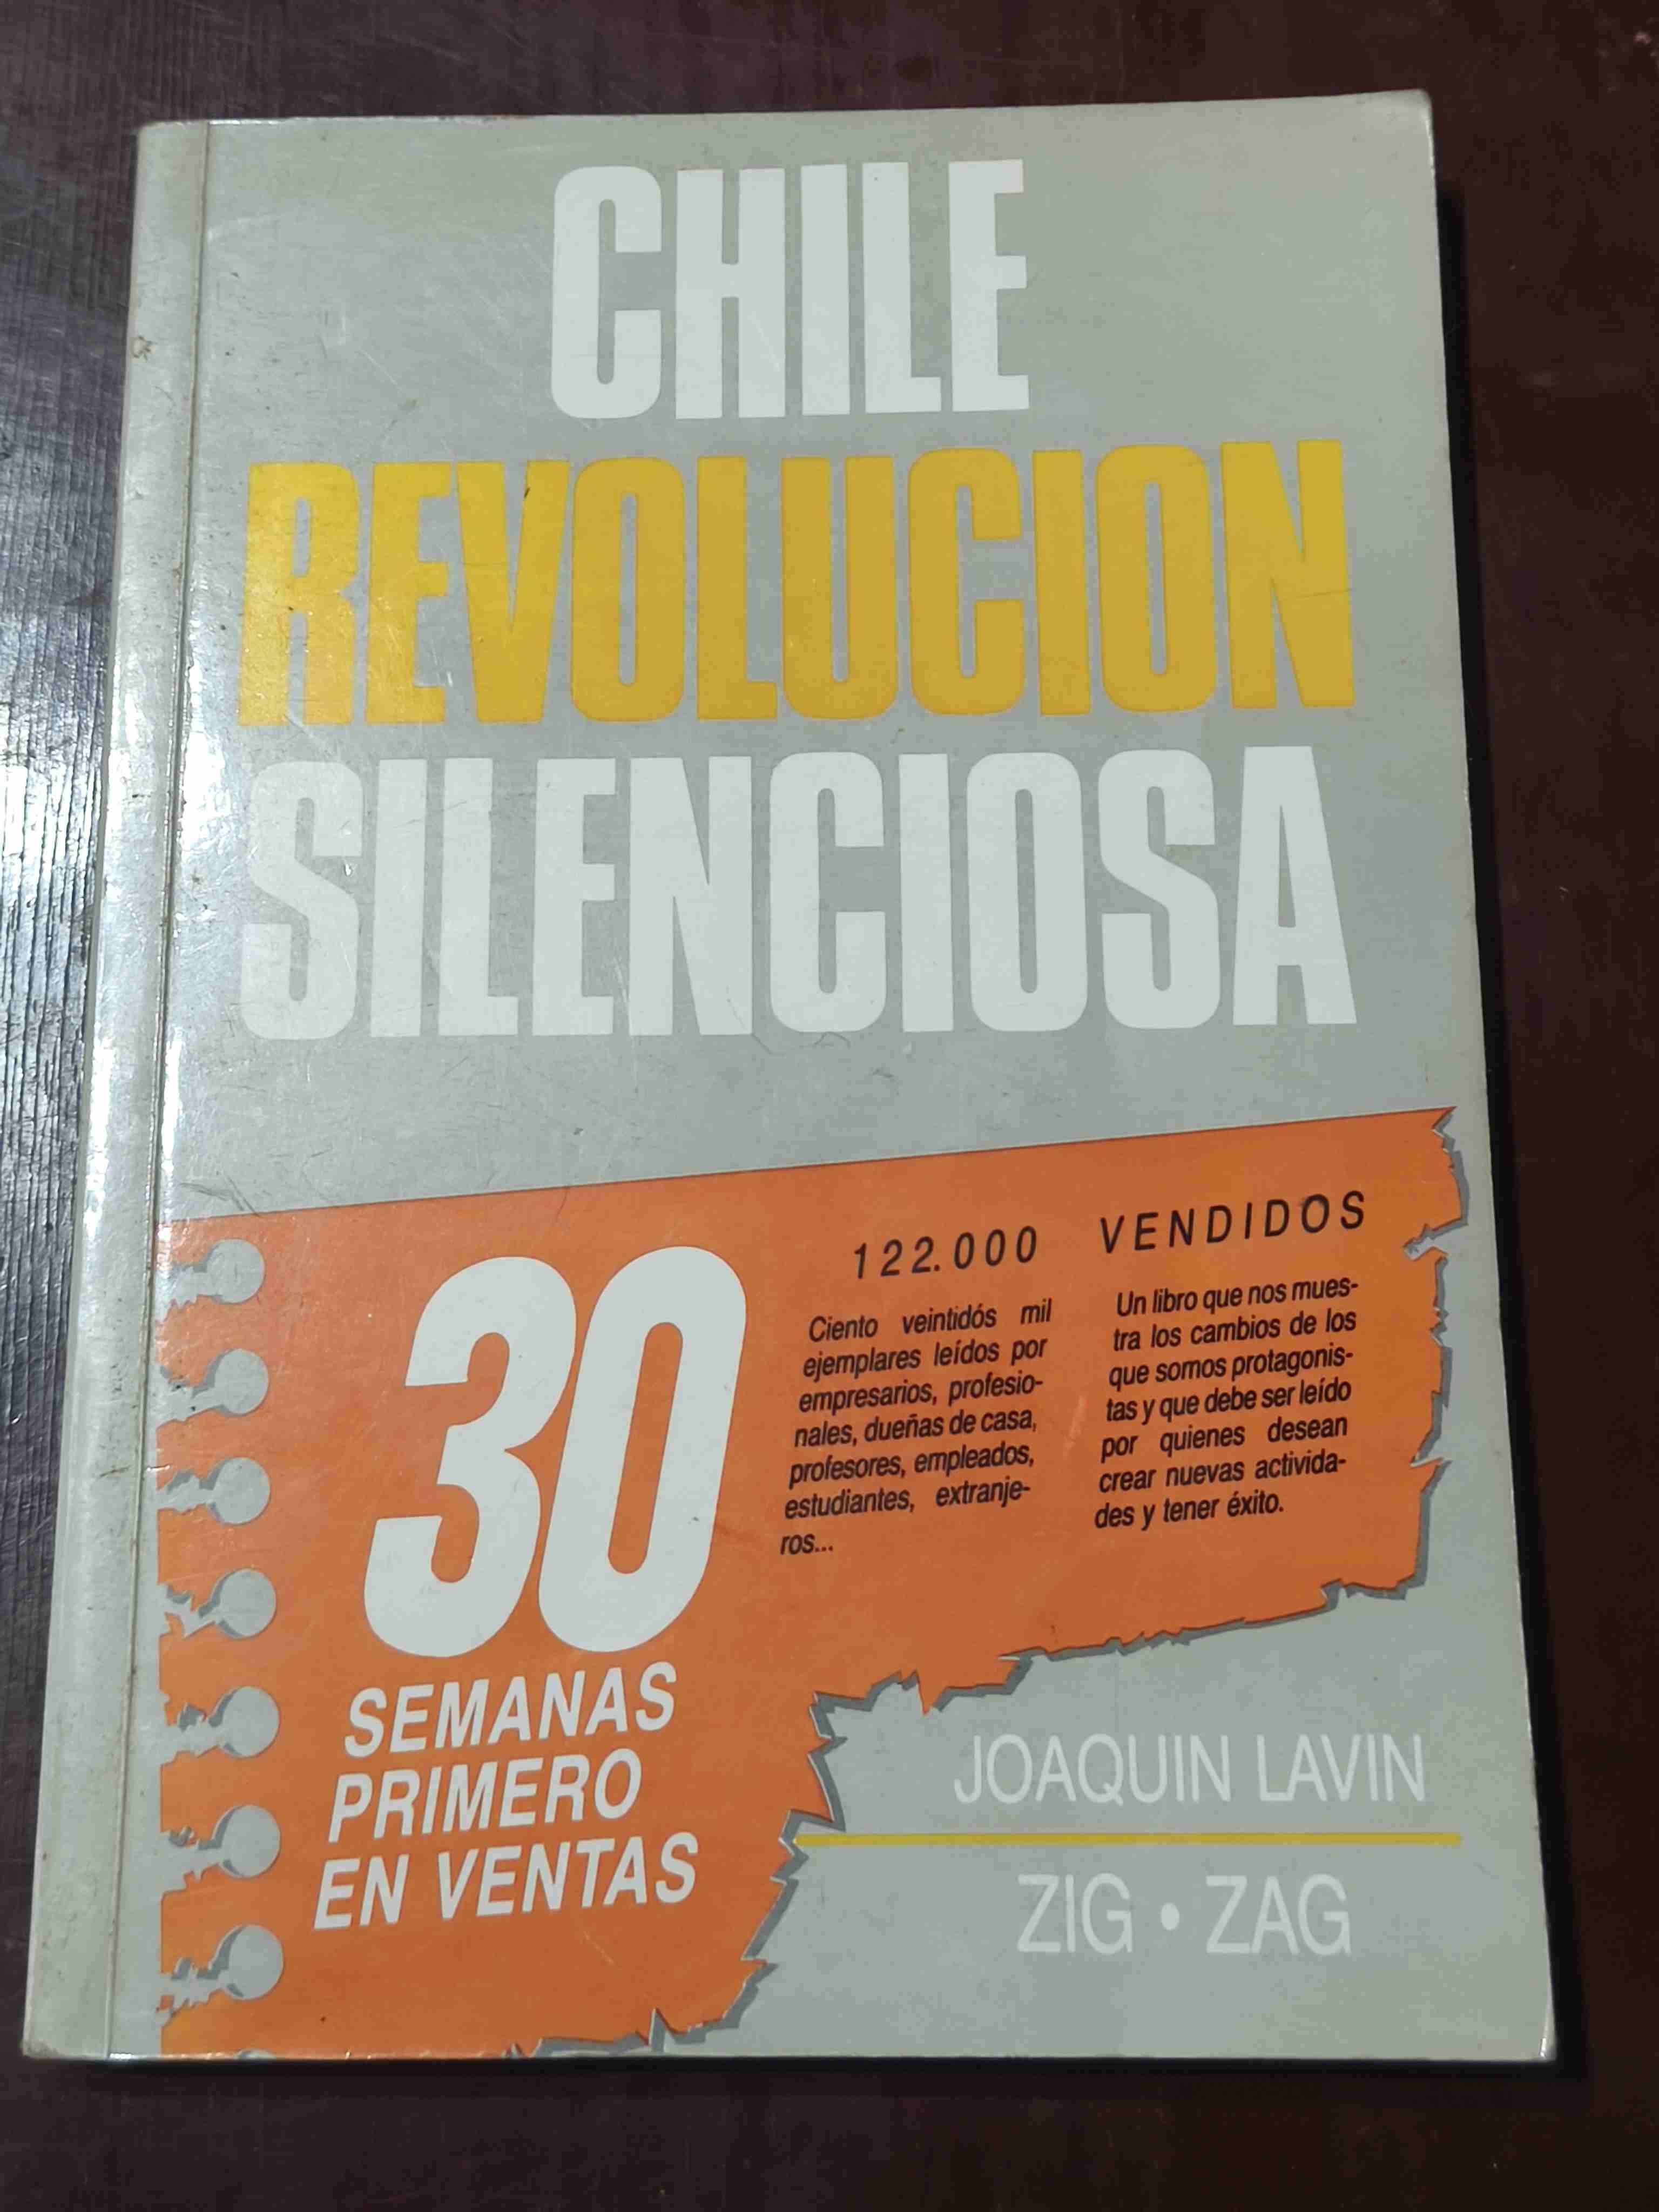 CHILE
REVOLUCION
SILENCIOSA
30
SEMANAS
PRIMERO
EN VENTAS
122.000 VENDIDOS
Ciento veintidós mil
ejemplares leídos por
empresarios, profesio-
nales, dueñas de casa,
profesores, empleados,
estudiantes, extranje-
ros...
Un libro que nos mues-
tra los cambios de los
que somos protagonis-
tas y que debe ser leído
por quienes desean
crear nuevas activida-
des y tener éxito.
JOAQUIN LAVIN
ZIG • ZAG